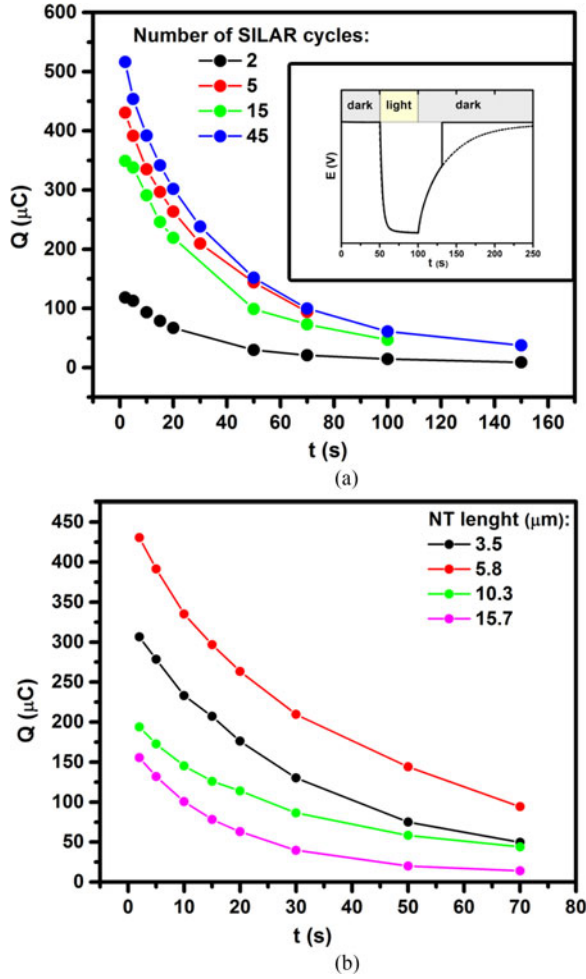 Number of SILAR cycles:
2
5
15
45
600
500
400
300
200
100
0
Q (μC)
0 20 40 60 80 100 120 140 160
t (s)
dark light dark
E (V)
0 50 100 150 200 250
t (s)
(a)
NT lenght (μm):
3.5
5.8
10.3
15.7
450
400
350
300
250
200
150
100
50
0
Q (μC)
0 10 20 30 40 50 60 70 80
t (s)
(b)